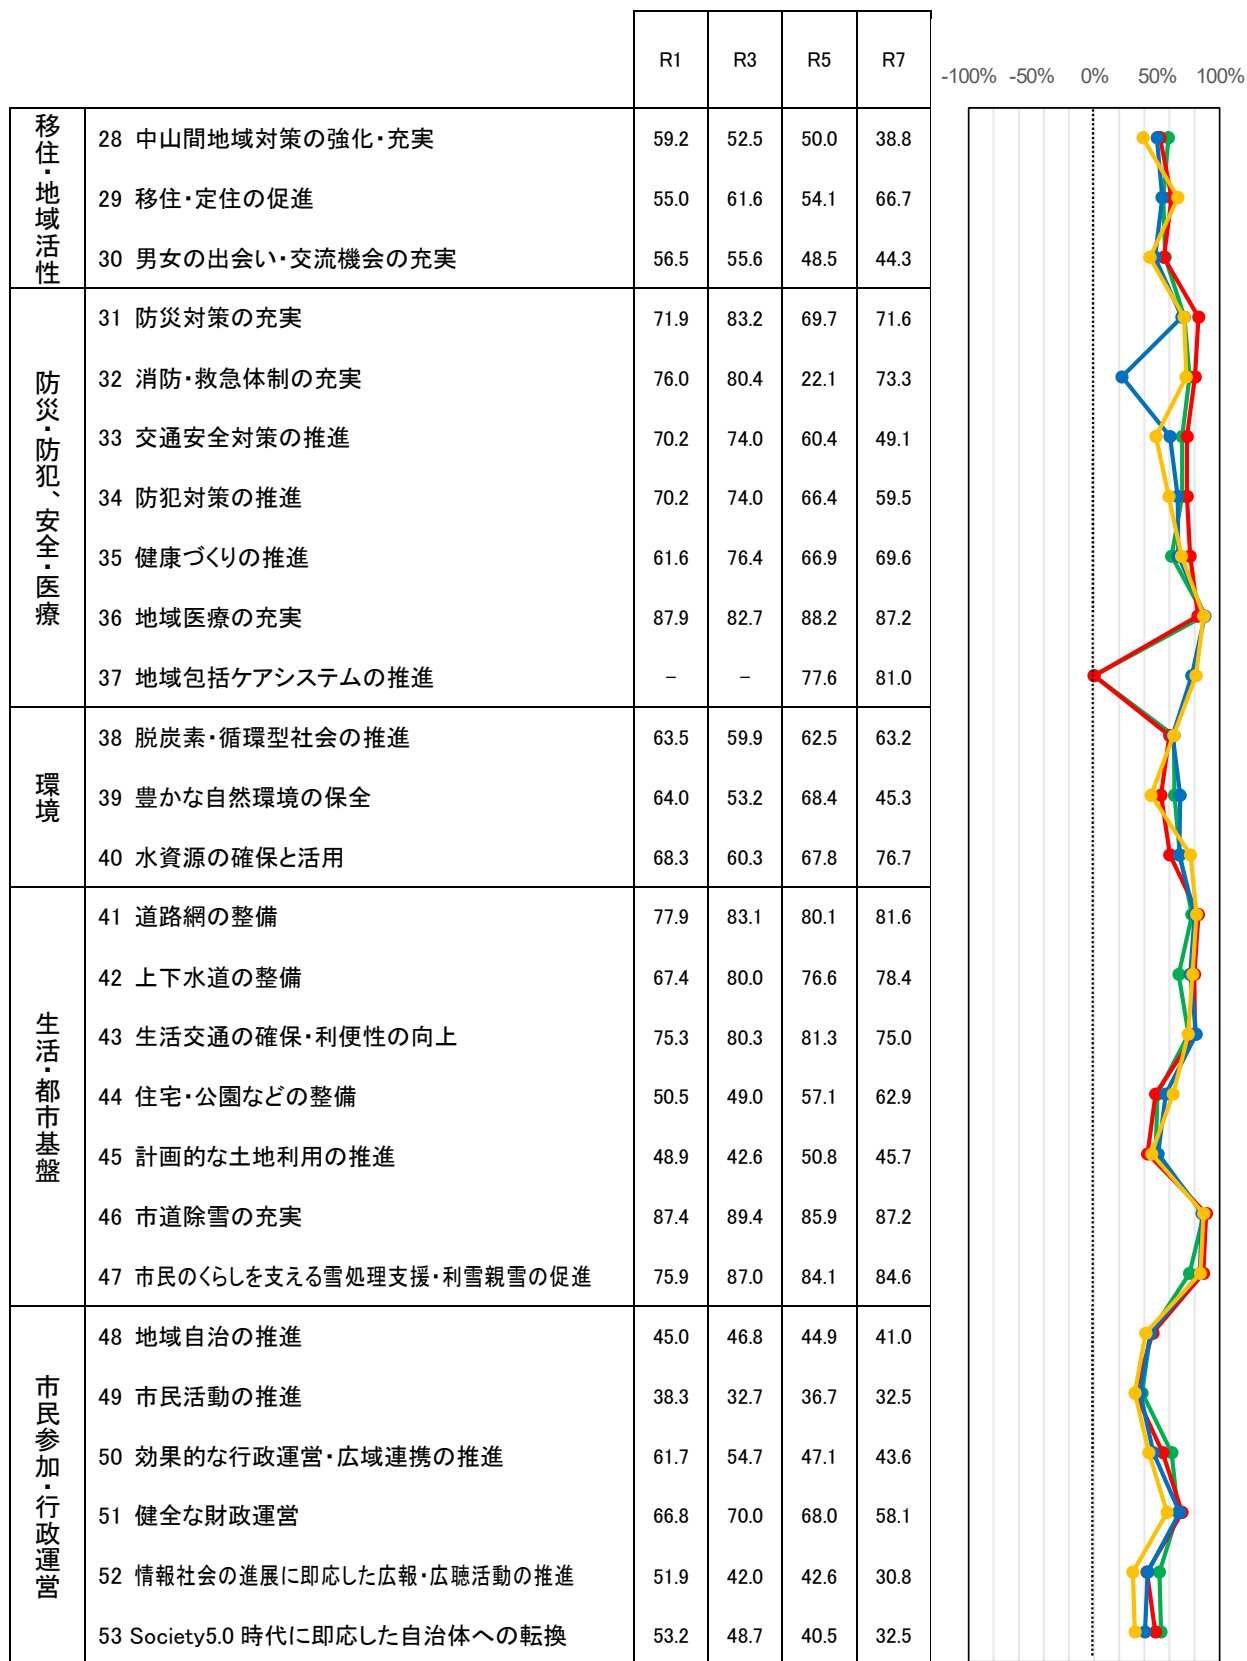 R1 R3 R5 R7
-100% -50% 0% 50% 100%
移住・地域活性
28 中山間地域対策の強化・充実 59.2 52.5 50.0 38.8
29 移住・定住の促進 55.0 61.6 54.1 66.7
30 男女の出会い・交流機会の充実 56.5 55.6 48.5 44.3
防災・防犯、安全・医療
31 防災対策の充実 71.9 83.2 69.7 71.6
32 消防・救急体制の充実 76.0 80.4 22.1 73.3
33 交通安全対策の推進 70.2 74.0 60.4 49.1
34 防犯対策の推進 70.2 74.0 66.4 59.5
35 健康づくりの推進 61.6 76.4 66.9 69.6
36 地域医療の充実 87.9 82.7 88.2 87.2
37 地域包括ケアシステムの推進 － － 77.6 81.0
環境
38 脱炭素・循環型社会の推進 63.5 59.9 62.5 63.2
39 豊かな自然環境の保全 64.0 53.2 68.4 45.3
40 水資源の確保と活用 68.3 60.3 67.8 76.7
生活・都市基盤
41 道路網の整備 77.9 83.1 80.1 81.6
42 上下水道の整備 67.4 80.0 76.6 78.4
43 生活交通の確保・利便性の向上 75.3 80.3 81.3 75.0
44 住宅・公園などの整備 50.5 49.0 57.1 62.9
45 計画的な土地利用の推進 48.9 42.6 50.8 45.7
46 市道除雪の充実 87.4 89.4 85.9 87.2
47 市民のくらしを支える雪処理支援・利雪親雪の促進 75.9 87.0 84.1 84.6
市民参加・行政運営
48 地域自治の推進 45.0 46.8 44.9 41.0
49 市民活動の推進 38.3 32.7 36.7 32.5
50 効果的な行政運営・広域連携の推進 61.7 54.7 47.1 43.6
51 健全な財政運営 66.8 70.0 68.0 58.1
52 情報社会の進展に即応した広報・広聴活動の推進 51.9 42.0 42.6 30.8
53 Society5.0 時代に即応した自治体への転換 53.2 48.7 40.5 32.5